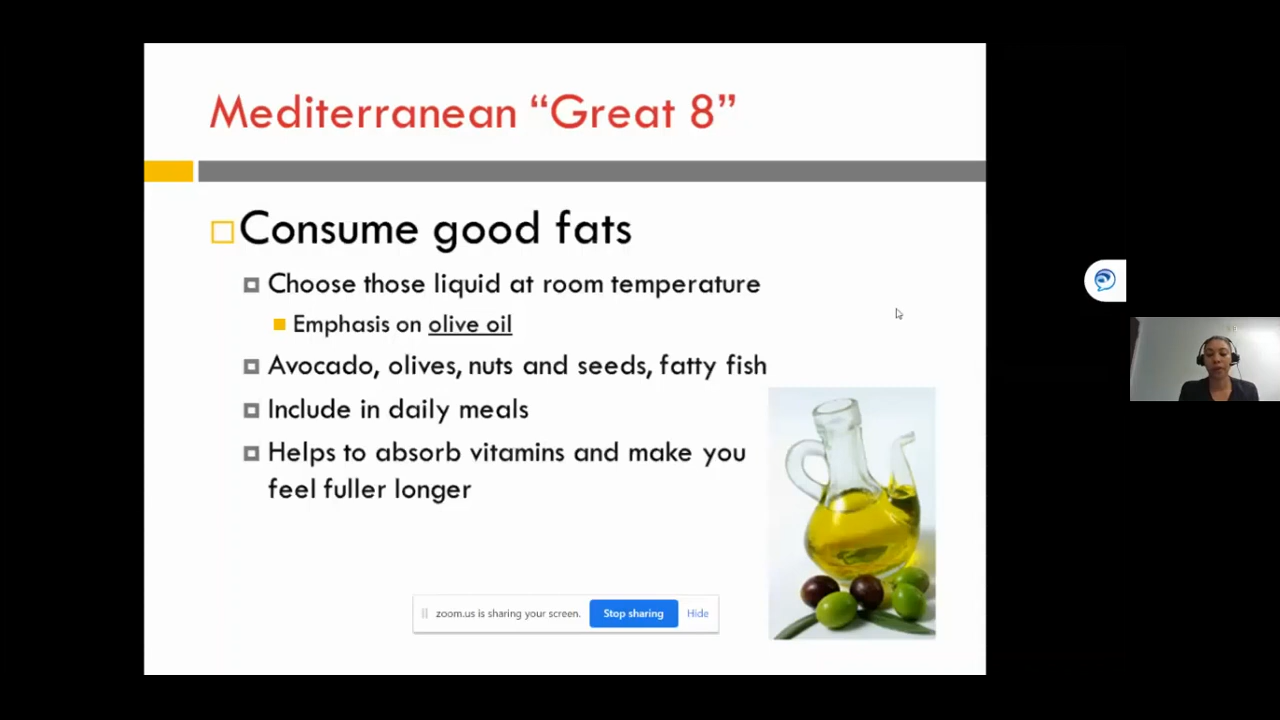 Mediterranean “Great 8”
Consume good fats
Choose those liquid at room temperature
Emphasis on olive oil
Avocado, olives, nuts and seeds, fatty fish
Include in daily meals
Helps to absorb vitamins and make you
feel fuller longer
zoom.us is sharing your screen. Stop sharing Hide